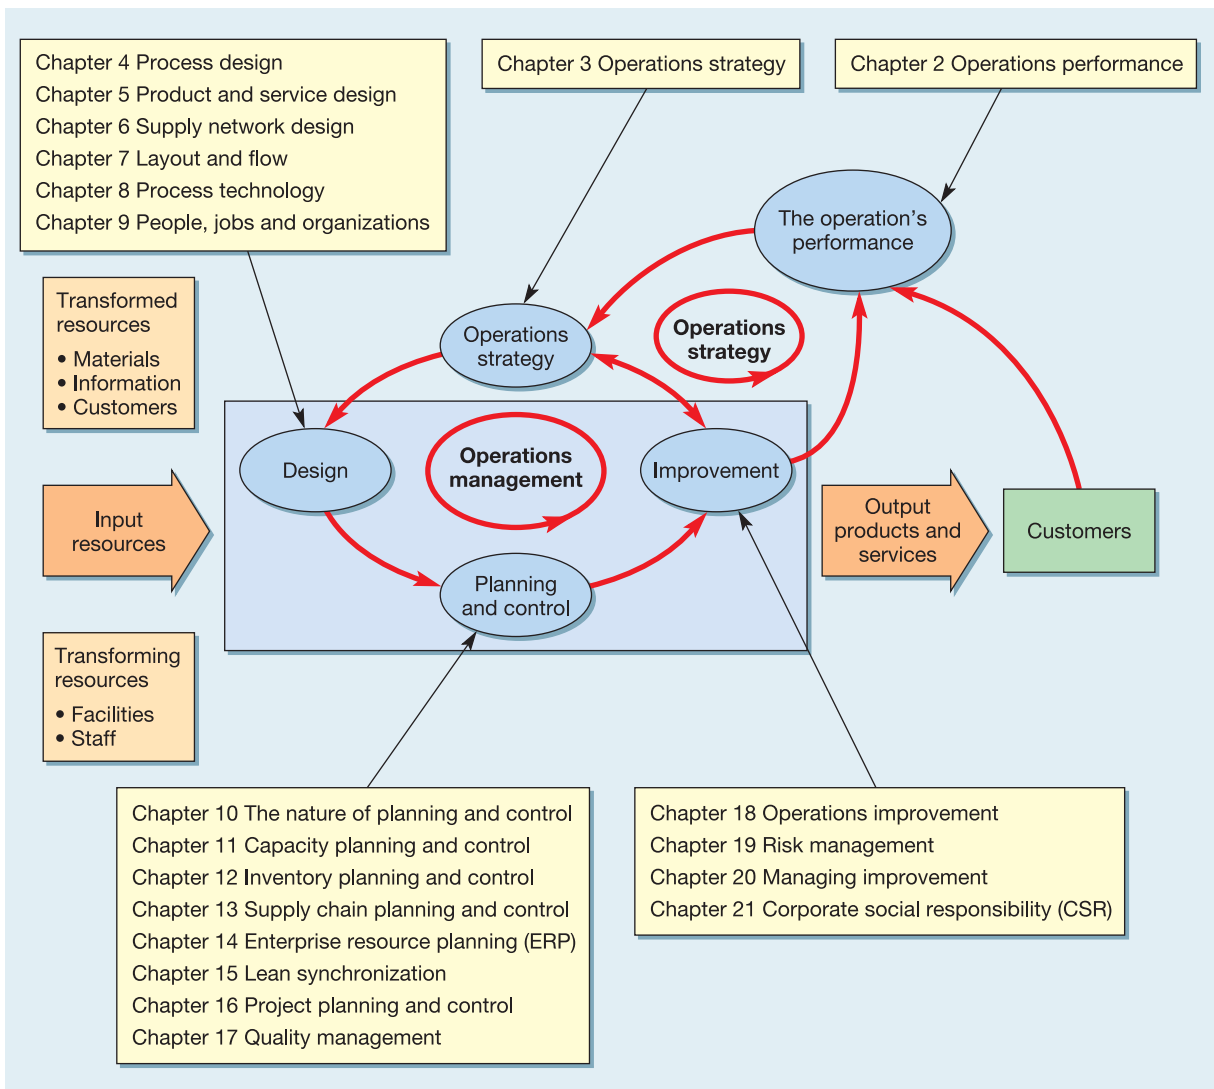 Chapter 4 Process design
Chapter 5 Product and service design
Chapter 6 Supply network design
Chapter 7 Layout and flow
Chapter 8 Process technology
Chapter 9 People, jobs and organizations
Chapter 3 Operations strategy
Chapter 2 Operations performance
The operation's
performance
Transformed
resources
• Materials
• Information
• Customers
Operations
strategy
Operations
strategy
Design
Operations
management
Improvement
Input
resources
Output
products and
services
Customers
Planning
and control
Transforming
resources
• Facilities
• Staff
Chapter 10 The nature of planning and control
Chapter 11 Capacity planning and control
Chapter 12 Inventory planning and control
Chapter 13 Supply chain planning and control
Chapter 14 Enterprise resource planning (ERP)
Chapter 15 Lean synchronization
Chapter 16 Project planning and control
Chapter 17 Quality management
Chapter 18 Operations improvement
Chapter 19 Risk management
Chapter 20 Managing improvement
Chapter 21 Corporate social responsibility (CSR)